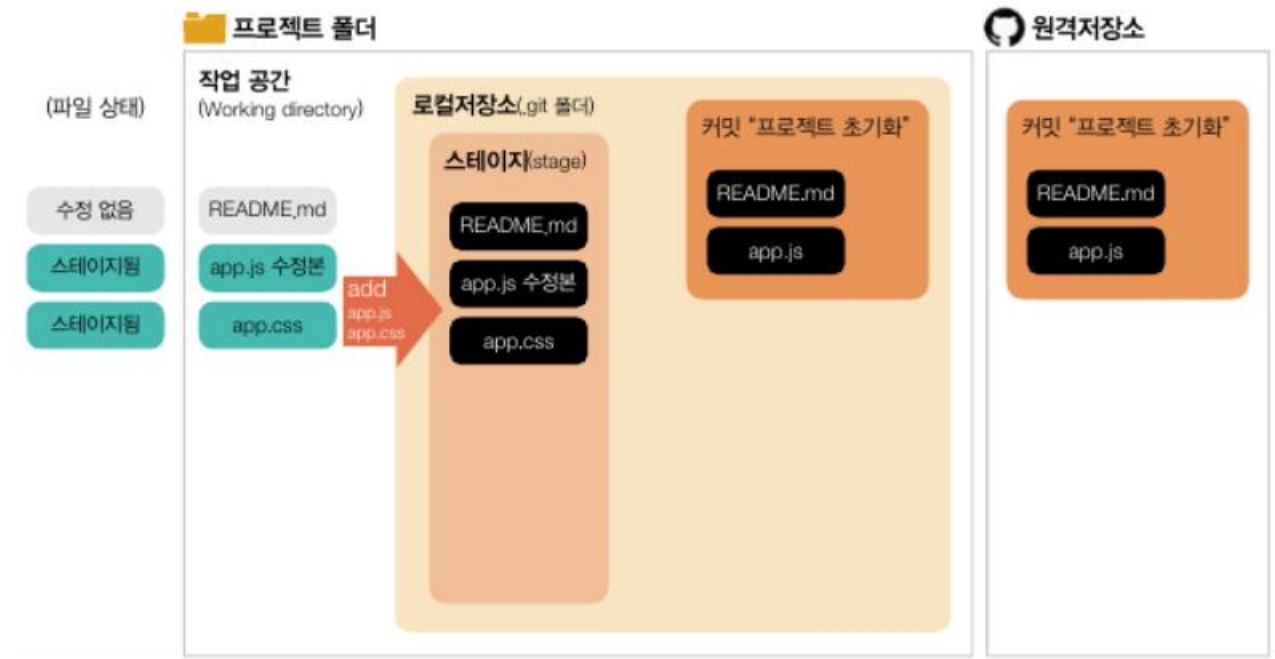 프로젝트 폴더
원격저장소
(파일 상태)
작업 공간
(Working directory)
로컬저장소(.git 폴더)
스테이지(stage)
커밋 “프로젝트 초기화”
커밋 “프로젝트 초기화”
수정 없음
README.md
README.md
README.md
README.md
스테이지됨
app.js 수정본
app.js 수정본
app.js
app.js
스테이지됨
app.css
add
app.js
app.css
app.css